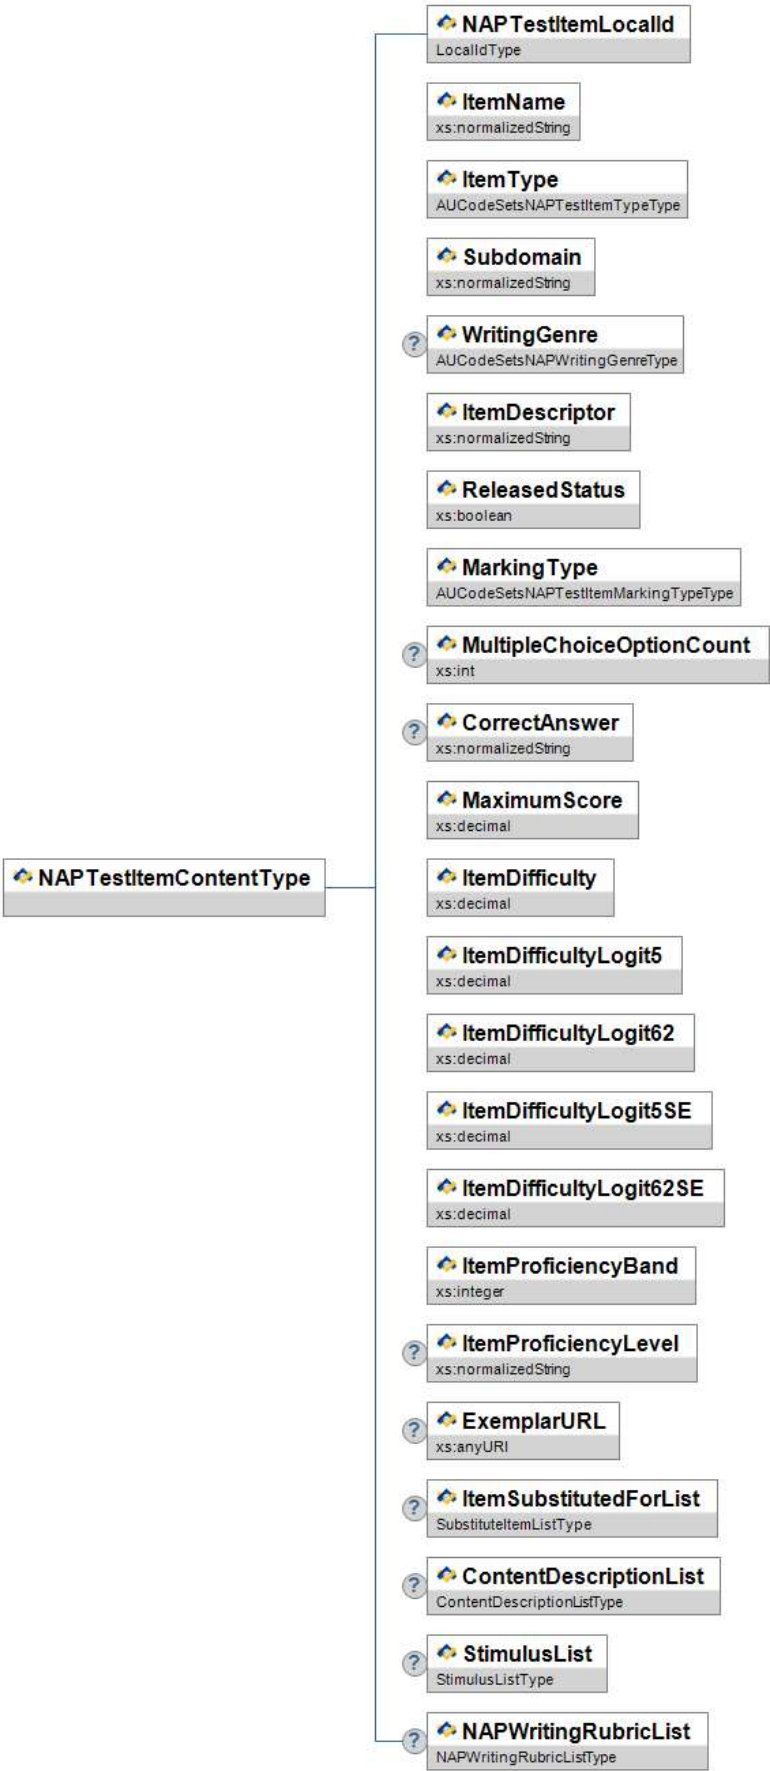 NAPTestItemLocalId
LocalIdType
ItemName
xs:normalizedString
ItemType
AUCodeSetsNAPTestItemTypeType
Subdomain
xs:normalizedString
?
WritingGenre
AUCodeSetsNAPWritingGenreType
ItemDescriptor
xs:normalizedString
ReleasedStatus
xs:boolean
MarkingType
AUCodeSetsNAPTestItemMarkingTypeType
?
MultipleChoiceOptionCount
xs:int
?
CorrectAnswer
xs:normalizedString
MaximumScore
xs:decimal
NAPTestItemContentType
ItemDifficulty
xs:decimal
ItemDifficultyLogit5
xs:decimal
ItemDifficultyLogit62
xs:decimal
ItemDifficultyLogit5SE
xs:decimal
ItemDifficultyLogit62SE
xs:decimal
ItemProficiencyBand
xs:integer
?
ItemProficiencyLevel
xs:normalizedString
?
ExemplarURL
xs:anyURI
?
ItemSubstitutedForList
SubstituteItemListType
?
ContentDescriptionList
ContentDescriptionListType
?
StimulusList
StimulusListType
?
NAPWritingRubricList
NAPWritingRubricListType